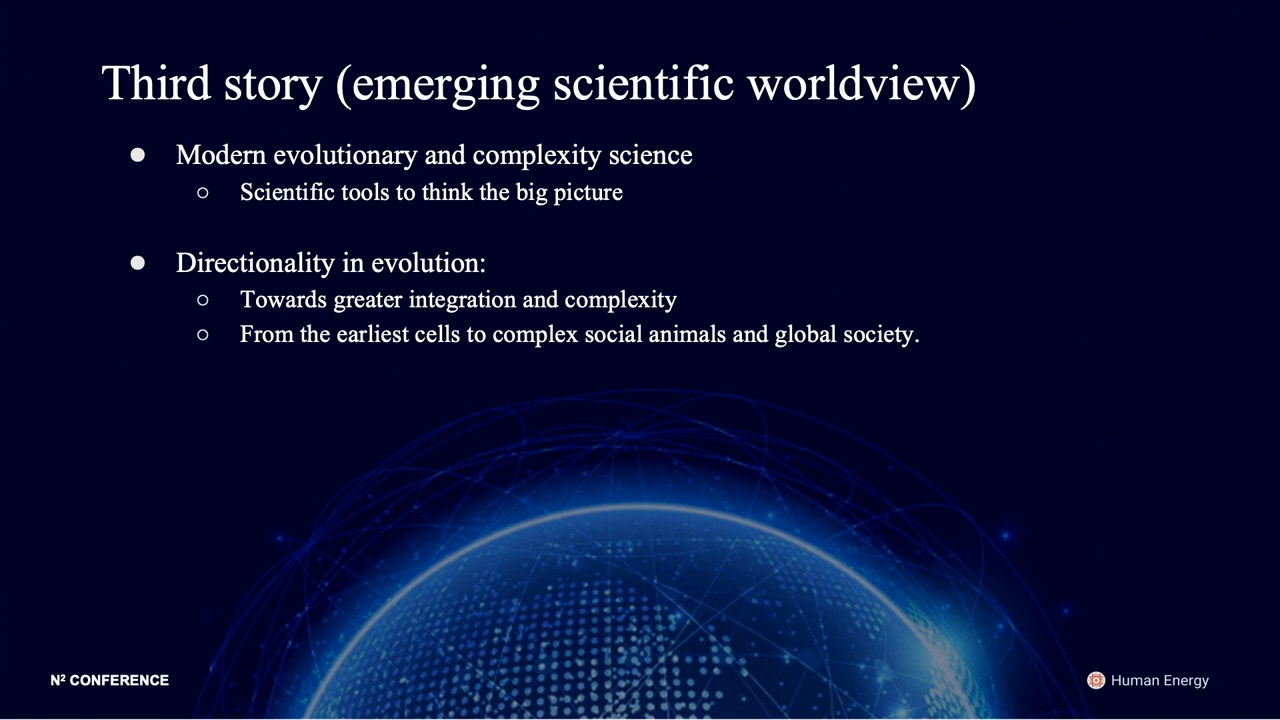 Third story (emerging scientific worldview)
● Modern evolutionary and complexity science
○ Scientific tools to think the big picture
● Directionality in evolution:
○ Towards greater integration and complexity
○ From the earliest cells to complex social animals and global society.
N² CONFERENCE
Human Energy